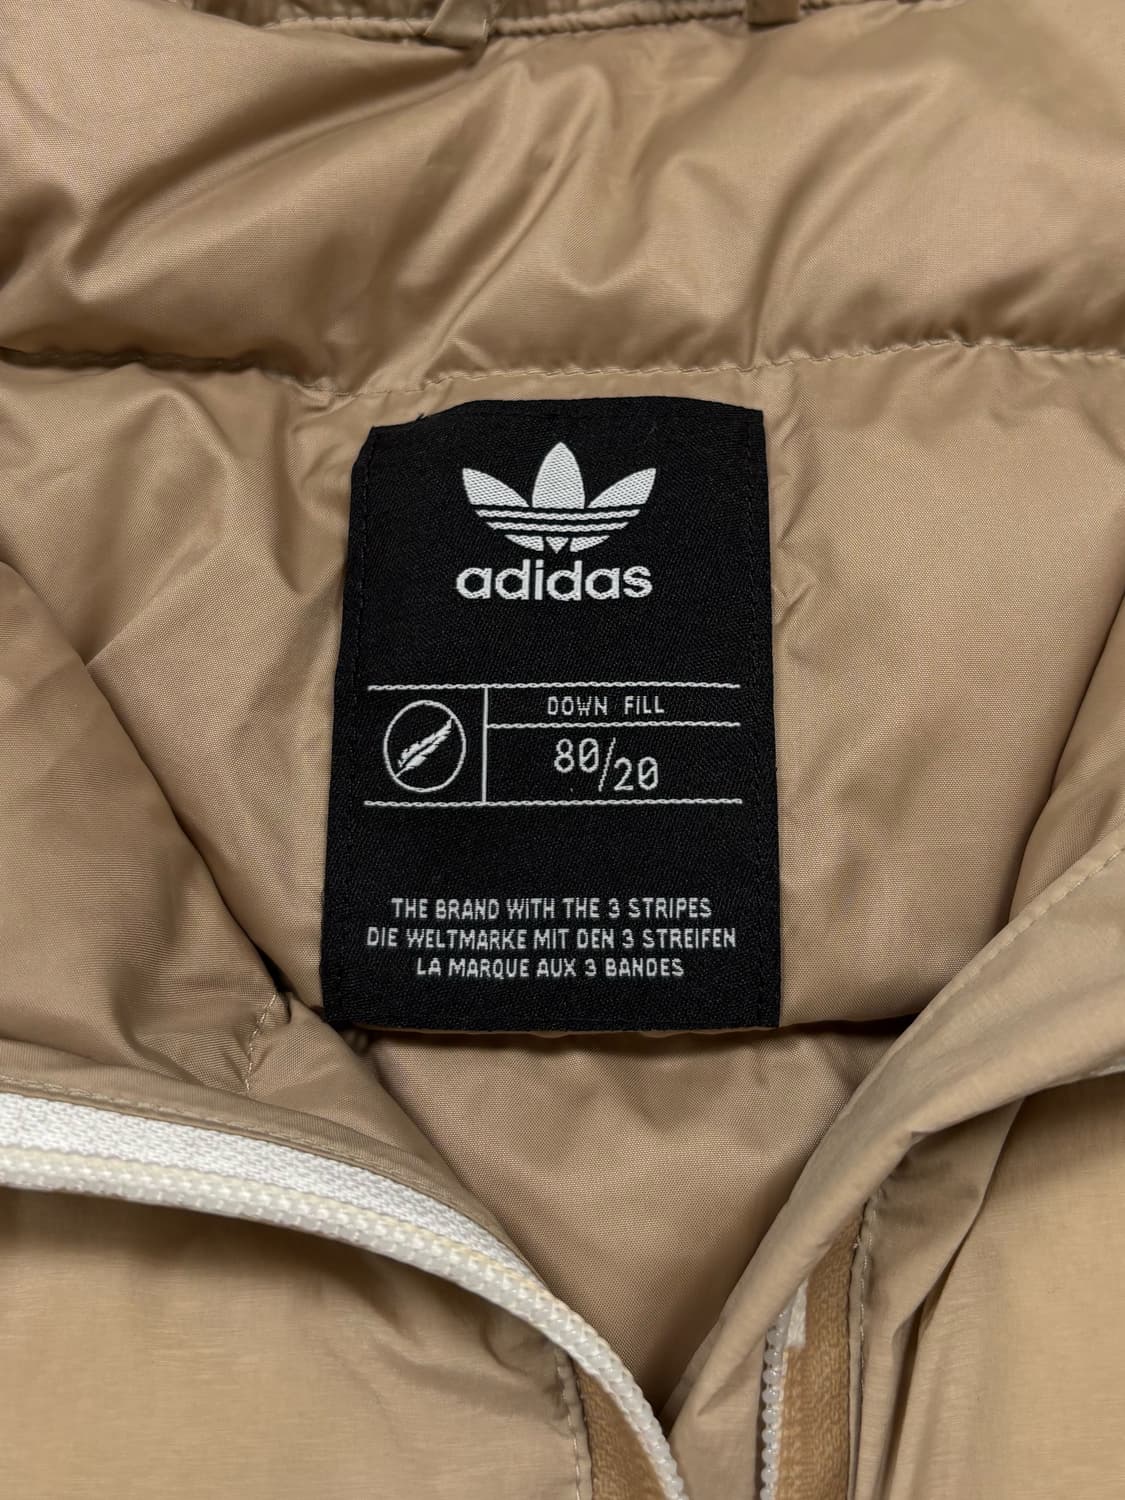 adidas
DOWN FILL
80/20
THE BRAND WITH THE 3 STRIPES
DIE WELTMARKE MIT DEN 3 STREIFEN
LA MARQUE AUX 3 BANDES